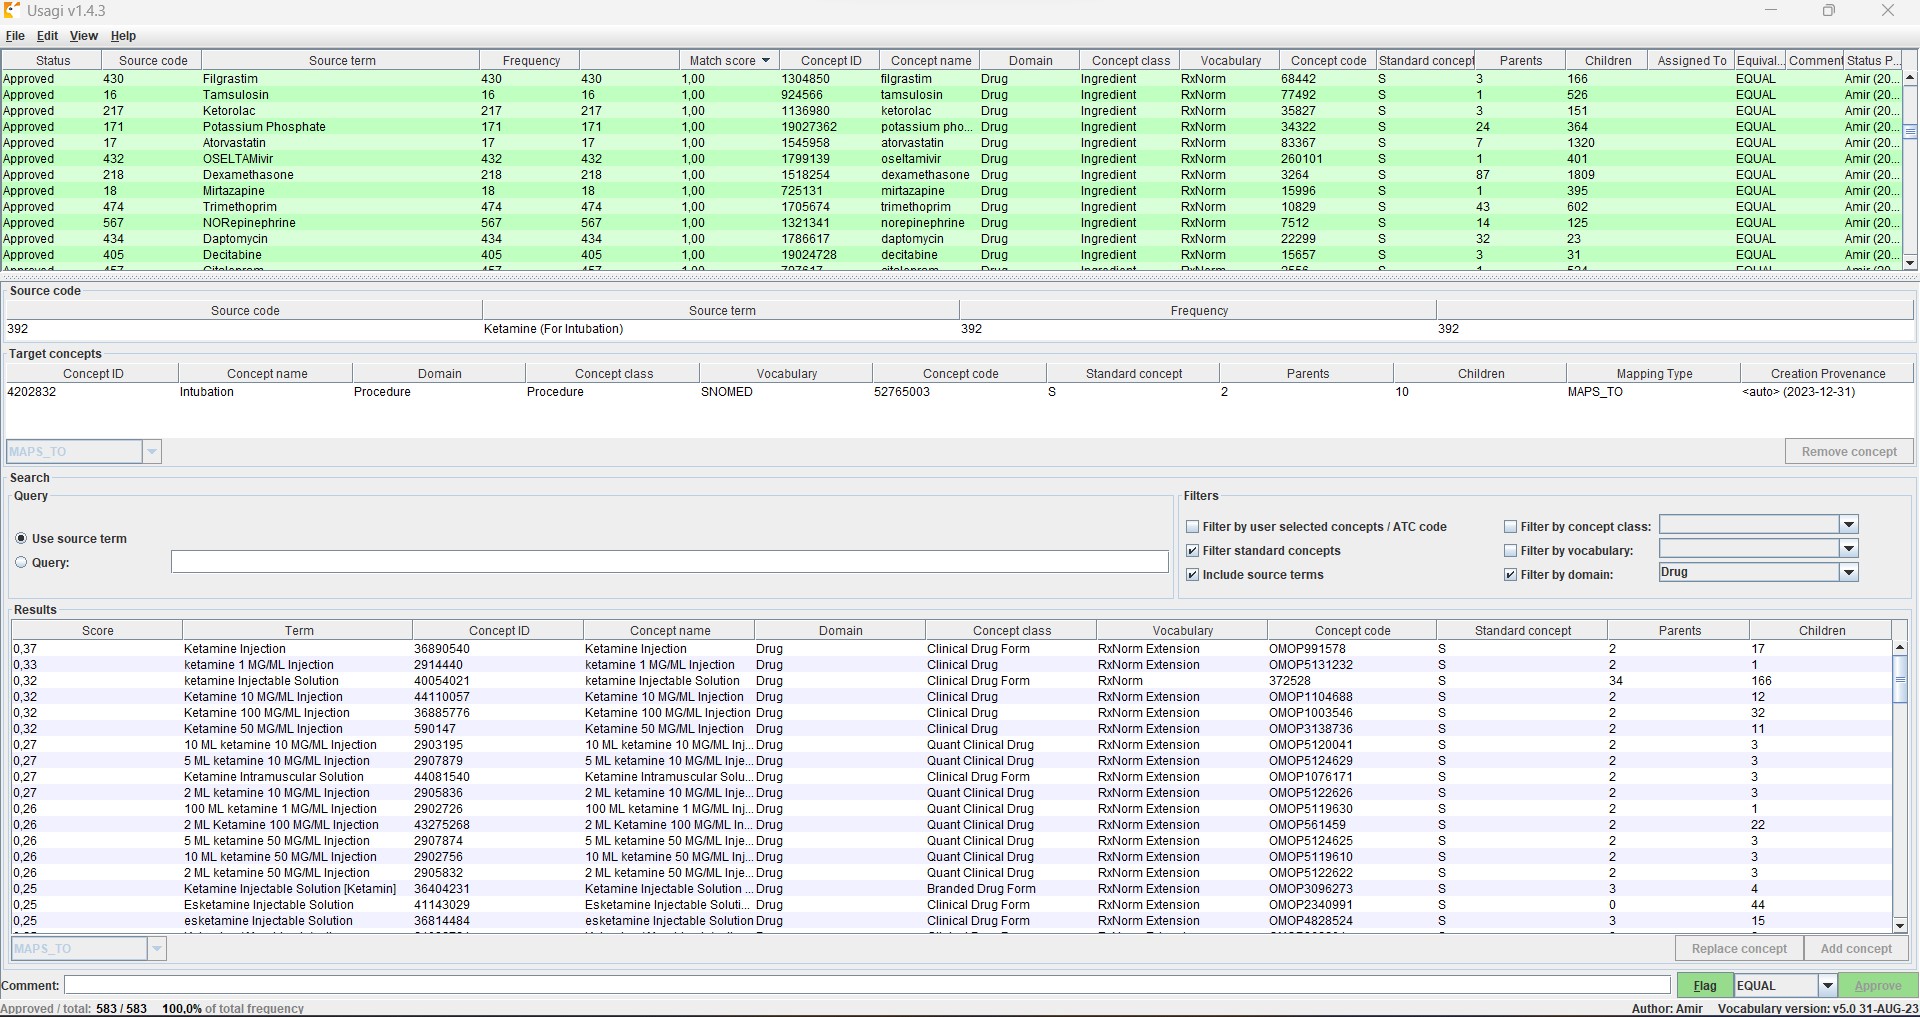 Usagi v1.4.3
File Edit View Help
Status Source code Source term Frequency Match score Concept ID Concept name Domain Concept class Vocabulary Concept code Standard concept Parents Children Assigned To Equival... Comment Status P...
Approved 430 Filgrastim 430 430 1,00 1304850 filgrastim Drug Ingredient RxNorm 68442 S 3 166 EQUAL Amir (20...
Approved 16 Tamsulosin 16 16 1,00 924566 tamsulosin Drug Ingredient RxNorm 77492 S 1 526 EQUAL Amir (20...
Approved 217 Ketorolac 217 217 1,00 1136980 ketorolac Drug Ingredient RxNorm 35827 S 3 151 EQUAL Amir (20...
Approved 171 Potassium Phosphate 171 171 1,00 19027362 potassium pho... Drug Ingredient RxNorm 34322 S 24 364 EQUAL Amir (20...
Approved 17 Atorvastatin 17 17 1,00 1545958 atorvastatin Drug Ingredient RxNorm 83367 S 7 1320 EQUAL Amir (20...
Approved 432 OSELTAMivir 432 432 1,00 1799139 oseltamivir Drug Ingredient RxNorm 260101 S 1 401 EQUAL Amir (20...
Approved 218 Dexamethasone 218 218 1,00 1518254 dexamethasone Drug Ingredient RxNorm 3264 S 87 1809 EQUAL Amir (20...
Approved 18 Mirtazapine 18 18 1,00 725131 mirtazapine Drug Ingredient RxNorm 15996 S 1 395 EQUAL Amir (20...
Approved 474 Trimethoprim 474 474 1,00 1705674 trimethoprim Drug Ingredient RxNorm 10829 S 43 602 EQUAL Amir (20...
Approved 567 NORepinephrine 567 567 1,00 1321341 norepinephrine Drug Ingredient RxNorm 7512 S 14 125 EQUAL Amir (20...
Approved 434 Daptomycin 434 434 1,00 1786617 daptomycin Drug Ingredient RxNorm 22299 S 32 23 EQUAL Amir (20...
Approved 405 Decitabine 405 405 1,00 19024728 decitabine Drug Ingredient RxNorm 15657 S 3 31 EQUAL Amir (20...
Source code
Source code Source term Frequency
392 Ketamine (For Intubation) 392 392
Target concepts
Concept ID Concept name Domain Concept class Vocabulary Concept code Standard concept Parents Children Mapping Type Creation Provenance
4202832 Intubation Procedure Procedure SNOMED 52765003 S 2 10 MAPS_TO <auto> (2023-12-31)
MAPS_TO Remove concept
Search
Query Filters
Use source term
Query:
Filter by user selected concepts / ATC code Filter by concept class:
Filter standard concepts Filter by vocabulary:
Include source terms Filter by domain: Drug
Results
Score Term Concept ID Concept name Domain Concept class Vocabulary Concept code Standard concept Parents Children
0,37 Ketamine Injection 36890540 Ketamine Injection Drug Clinical Drug Form RxNorm Extension OMOP991578 S 2 17
0,33 ketamine 1 MG/ML Injection 2914440 ketamine 1 MG/ML Injection Drug Clinical Drug RxNorm Extension OMOP5131232 S 2 1
0,32 ketamine Injectable Solution 40054021 ketamine Injectable Solution Drug Clinical Drug Form RxNorm 372528 S 34 166
0,32 Ketamine 10 MG/ML Injection 44110057 Ketamine 10 MG/ML Injection Drug Clinical Drug RxNorm Extension OMOP1104688 S 2 12
0,32 Ketamine 100 MG/ML Injection 36885776 Ketamine 100 MG/ML Injection Drug Clinical Drug RxNorm Extension OMOP1003546 S 2 32
0,32 Ketamine 50 MG/ML Injection 590147 Ketamine 50 MG/ML Injection Drug Clinical Drug RxNorm Extension OMOP3138736 S 2 11
0,27 10 ML ketamine 10 MG/ML Injection 2903195 10 ML ketamine 10 MG/ML Inj... Drug Quant Clinical Drug RxNorm Extension OMOP5120041 S 2 3
0,27 5 ML ketamine 10 MG/ML Injection 2907879 5 ML ketamine 10 MG/ML Inje... Drug Quant Clinical Drug RxNorm Extension OMOP5124629 S 2 3
0,27 Ketamine Intramuscular Solution 44081540 Ketamine Intramuscular Solu... Drug Clinical Drug Form RxNorm Extension OMOP1076171 S 2 3
0,27 2 ML ketamine 10 MG/ML Injection 2905836 2 ML ketamine 10 MG/ML Inje... Drug Quant Clinical Drug RxNorm Extension OMOP5122626 S 2 3
0,26 100 ML ketamine 1 MG/ML Injection 2902726 100 ML ketamine 1 MG/ML Inj... Drug Quant Clinical Drug RxNorm Extension OMOP5119630 S 2 1
0,26 2 ML Ketamine 100 MG/ML Injection 43275268 2 ML Ketamine 100 MG/ML In... Drug Quant Clinical Drug RxNorm Extension OMOP561459 S 2 22
0,26 5 ML ketamine 50 MG/ML Injection 2907874 5 ML ketamine 50 MG/ML Inje... Drug Quant Clinical Drug RxNorm Extension OMOP5124625 S 2 3
0,26 10 ML ketamine 50 MG/ML Injection 2902756 10 ML ketamine 50 MG/ML Inj... Drug Quant Clinical Drug RxNorm Extension OMOP5119610 S 2 3
0,26 2 ML ketamine 50 MG/ML Injection 2905832 2 ML ketamine 50 MG/ML Inje... Drug Quant Clinical Drug RxNorm Extension OMOP5122622 S 2 3
0,25 Ketamine Injectable Solution [Ketamin] 36404231 Ketamine Injectable Solution ... Drug Branded Drug Form RxNorm Extension OMOP3096273 S 3 4
0,25 Esketamine Injectable Solution 41143029 Esketamine Injectable Soluti... Drug Clinical Drug Form RxNorm Extension OMOP2340991 S 0 44
0,25 esketamine Injectable Solution 36814484 esketamine Injectable Solution Drug Clinical Drug Form RxNorm Extension OMOP4828524 S 3 15
MAPS_TO Replace concept Add concept
Comment: Flag EQUAL Approve
Approved / total: 583 / 583 100,0% of total frequency Author: Amir Vocabulary version: v5.0 31-AUG-23